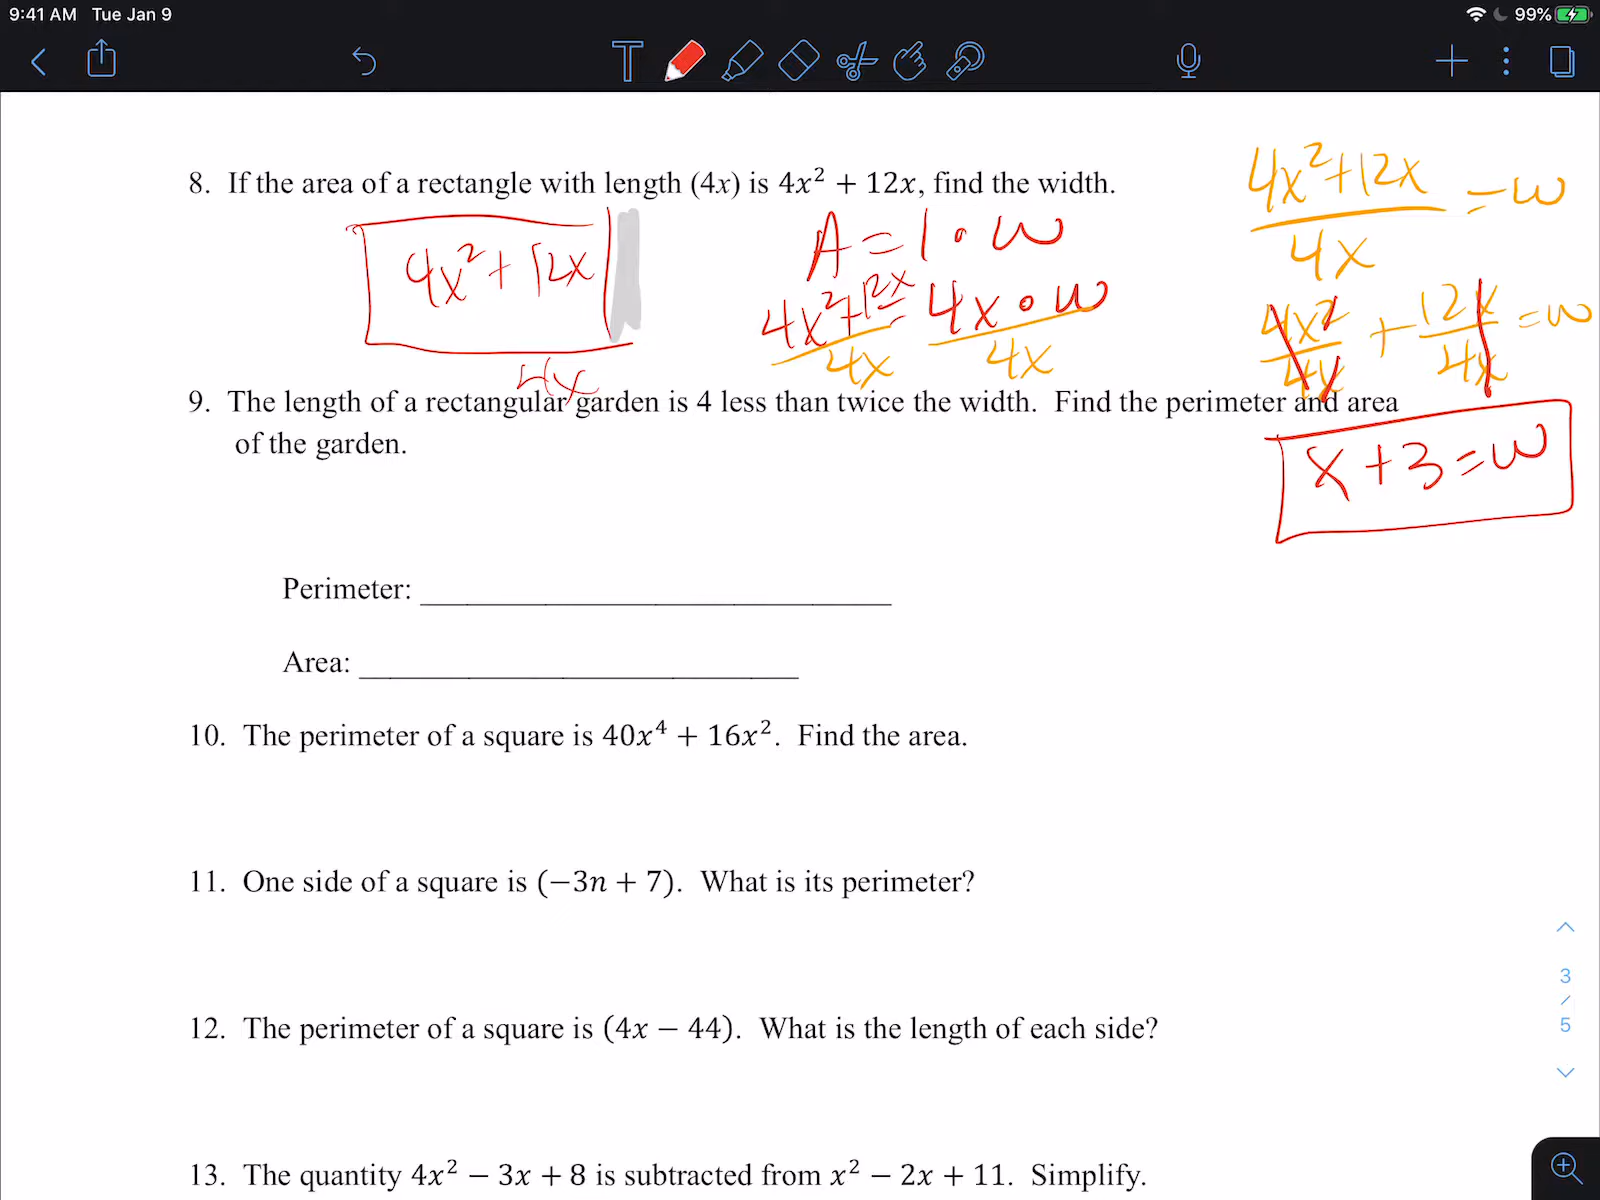 9:41 AM Tue Jan 9
99%
8. If the area of a rectangle with length (4x) is 4x² + 12x, find the width.
4x² + 12x
4x
A = l · w
4x² + 12x = 4x · w
4x 4x
4x² + 12x = w
4x
4x² + 12x = w
4x 4x
x + 3 = w
9. The length of a rectangular garden is 4 less than twice the width. Find the perimeter and area
of the garden.
Perimeter:
Area:
10. The perimeter of a square is 40x⁴ + 16x². Find the area.
11. One side of a square is (−3n + 7). What is its perimeter?
12. The perimeter of a square is (4x − 44). What is the length of each side?
13. The quantity 4x² − 3x + 8 is subtracted from x² − 2x + 11. Simplify.
3
/
5